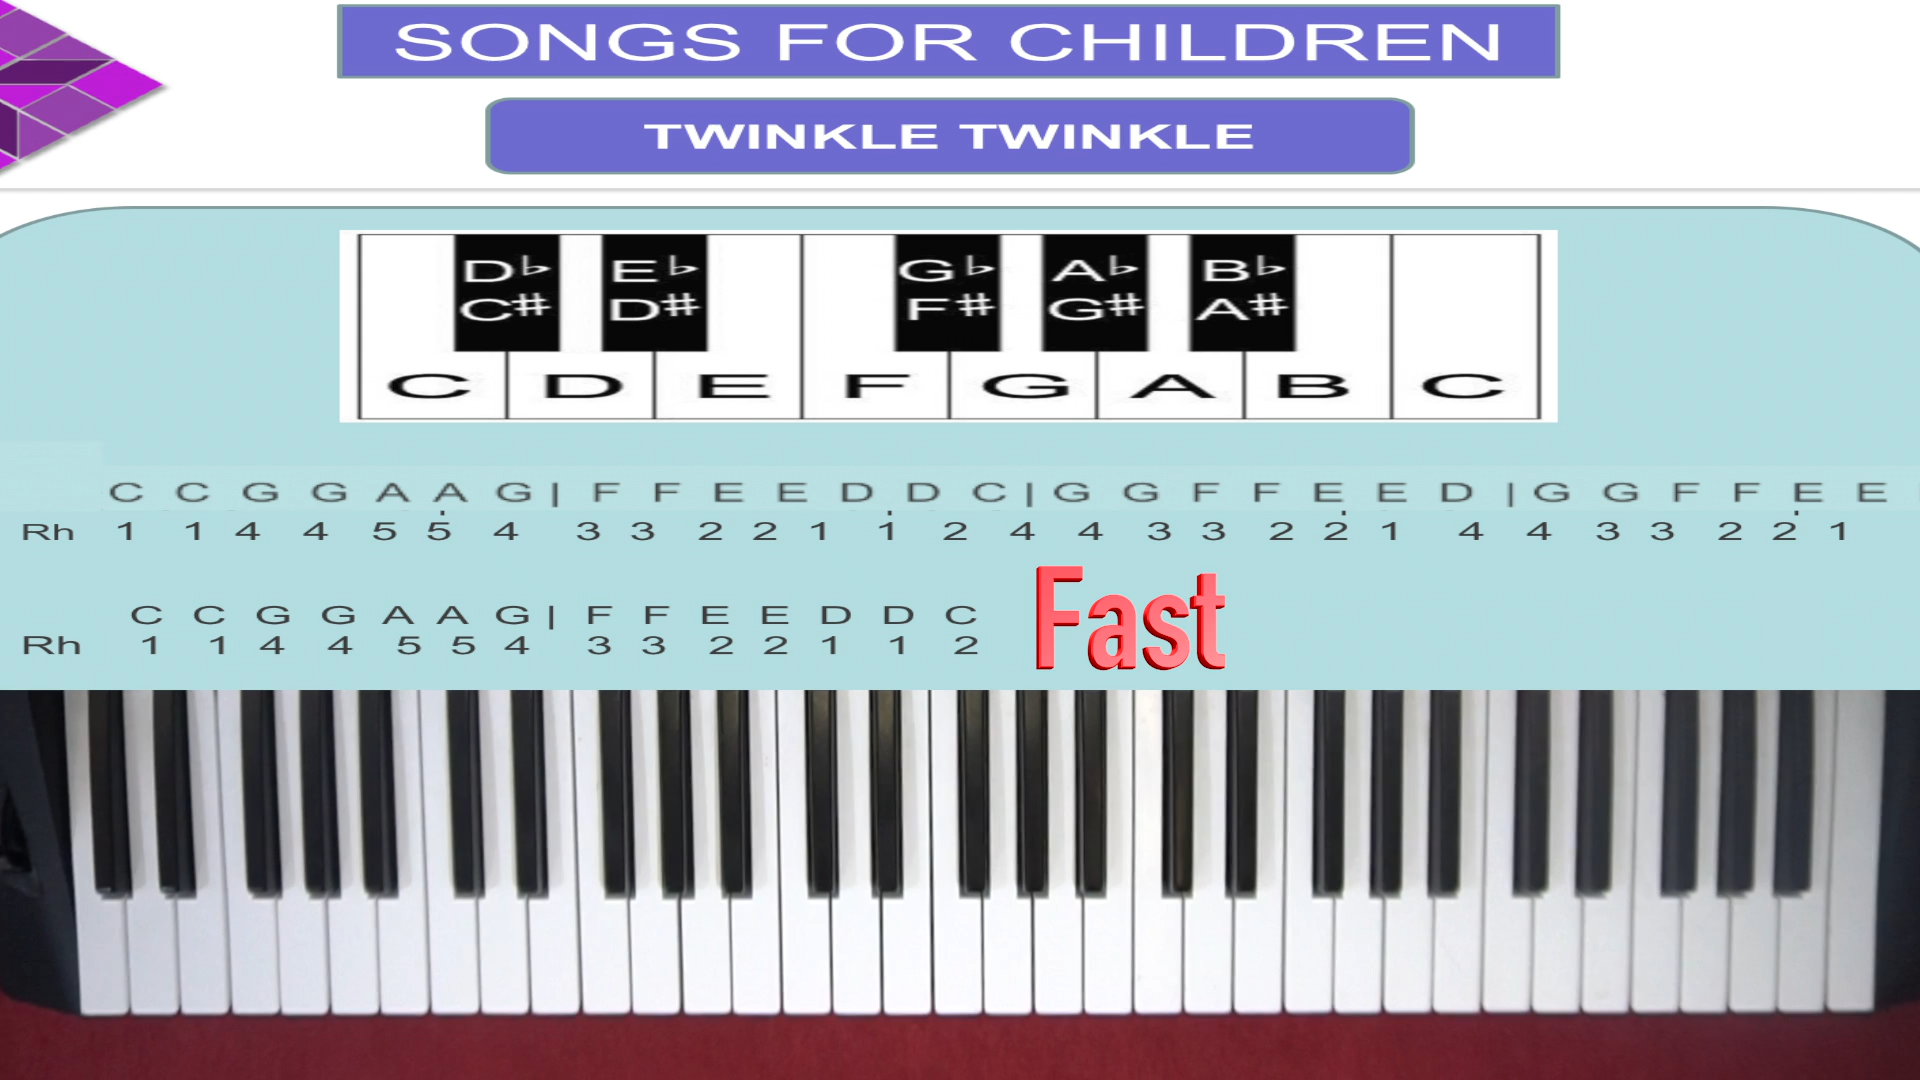 SONGS FOR CHILDREN
TWINKLE TWINKLE
D♭ E♭ G♭ A♭ B♭
C# D# F# G# A#
C D E F G A B C
C C G G A A G | F F E E D D C | G G F F E E D | G G F F E E
Rh 1 1 4 4 5 5 4 3 3 2 2 1 1 2 4 4 3 3 2 2 1 4 4 3 3 2 2 1
C C G G A A G | F F E E D D C
Rh 1 1 4 4 5 5 4 3 3 2 2 1 1 2
Fast